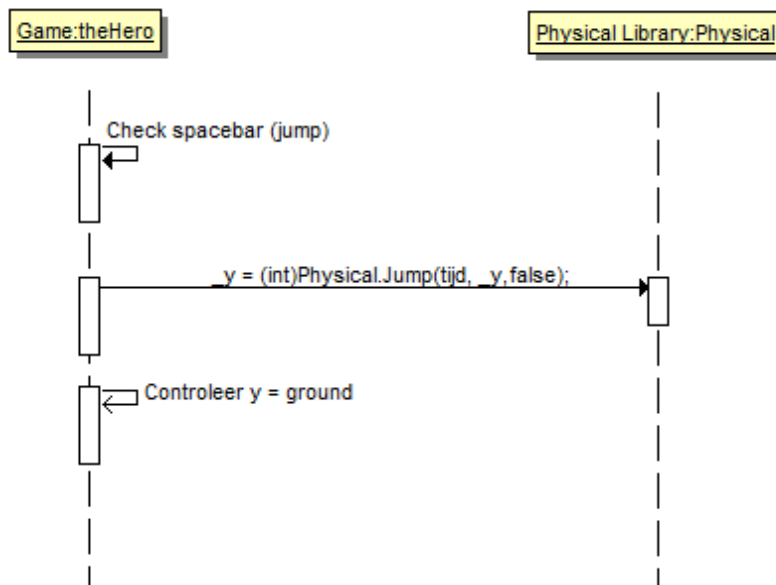 Game:theHero
Physical Library:Physical
Check spacebar (jump)
_y = (int)Physical.Jump(tijd, _y,false);
Controleer y = ground